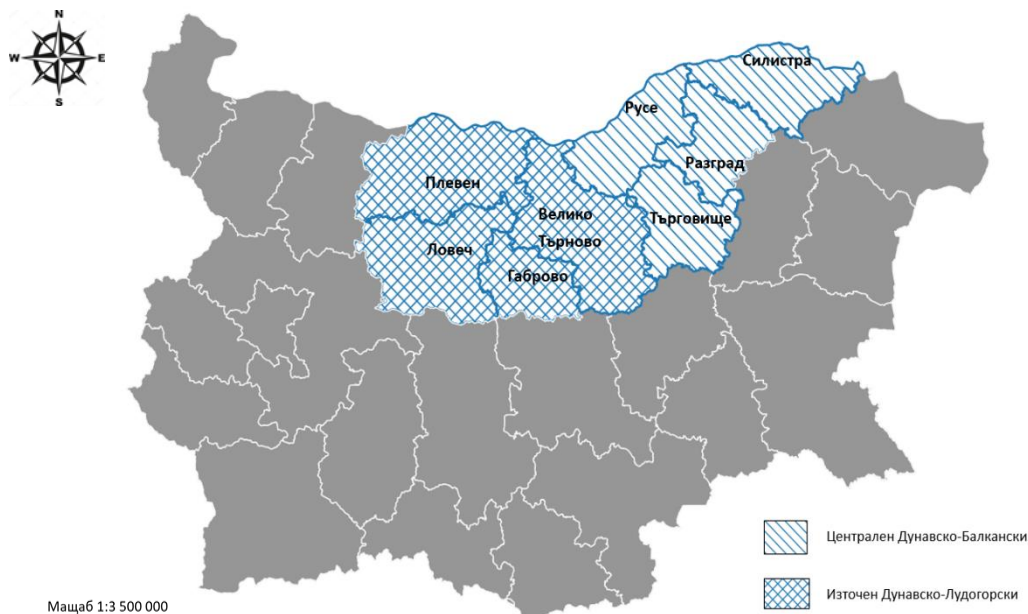 N
W E
S
Силистра
Русе
Разград
Плевен
Велико
Търново
Търговище
Ловеч
Габрово
Централен Дунавско-Балкански
Източен Дунавско-Лудогорски
Мащаб 1:3 500 000